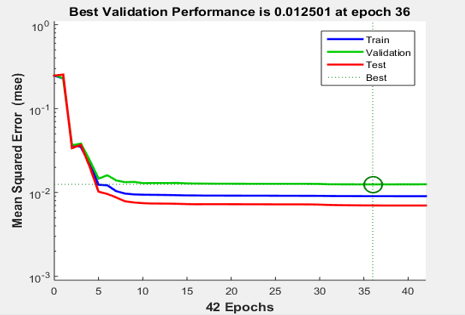 Best Validation Performance is 0.012501 at epoch 36
Mean Squared Error (mse)
10^0
10^-1
10^-2
10^-3
Train
Validation
Test
Best
0 5 10 15 20 25 30 35 40
42 Epochs